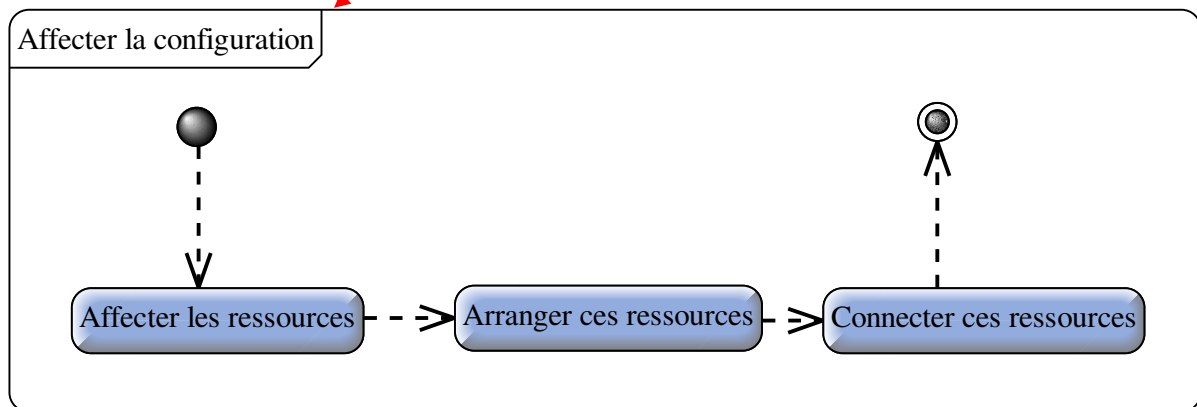 Affecter la configuration
Affecter les ressources
Arranger ces ressources
Connecter ces ressources